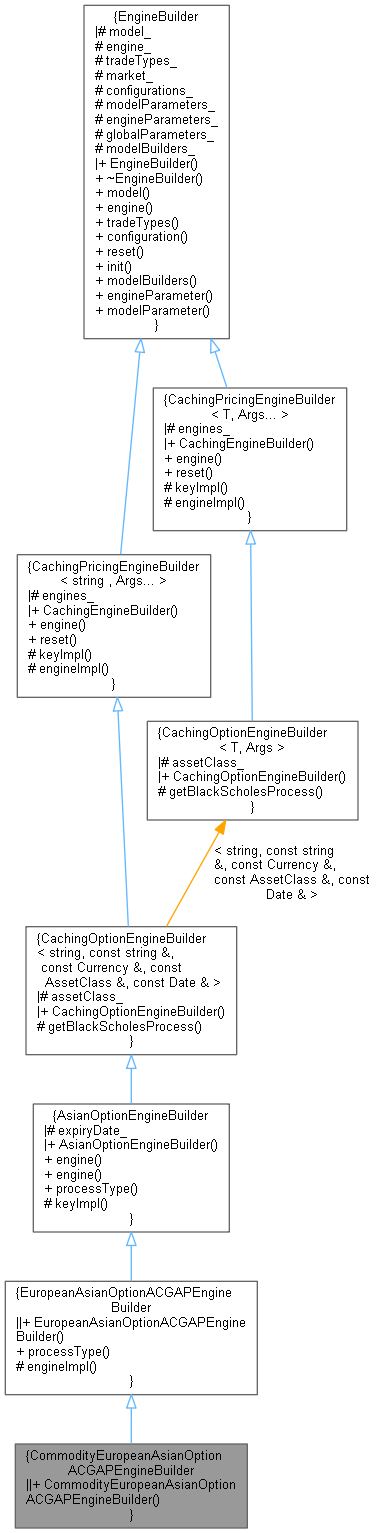 {EngineBuilder
|# model_
# engine_
# tradeTypes_
# market_
# configurations_
# modelParameters_
# engineParameters_
# globalParameters_
# modelBuilders_
|+ EngineBuilder()
+ ~EngineBuilder()
+ model()
+ engine()
+ tradeTypes()
+ configuration()
+ reset()
+ init()
+ modelBuilders()
+ engineParameter()
+ modelParameter()
}
{CachingPricingEngineBuilder
< T, Args... >
|# engines_
|+ CachingEngineBuilder()
+ engine()
+ reset()
# keyImpl()
# engineImpl()
}
{CachingPricingEngineBuilder
< string , Args... >
|# engines_
|+ CachingEngineBuilder()
+ engine()
+ reset()
# keyImpl()
# engineImpl()
}
{CachingOptionEngineBuilder
< T, Args >
|# assetClass_
|+ CachingOptionEngineBuilder()
# getBlackScholesProcess()
}
< string, const string
&, const Currency &,
const AssetClass &, const
Date & >
{CachingOptionEngineBuilder
< string, const string &,
const Currency &, const
AssetClass &, const Date & >
|# assetClass_
|+ CachingOptionEngineBuilder()
# getBlackScholesProcess()
}
{AsianOptionEngineBuilder
|# expiryDate_
|+ AsianOptionEngineBuilder()
+ engine()
+ engine()
+ processType()
# keyImpl()
}
{EuropeanAsianOptionACGAPEngine
Builder
||+ EuropeanAsianOptionACGAPEngine
Builder()
+ processType()
# engineImpl()
}
{CommodityEuropeanAsianOption
ACGAPEngineBuilder
||+ CommodityEuropeanAsianOption
ACGAPEngineBuilder()
}